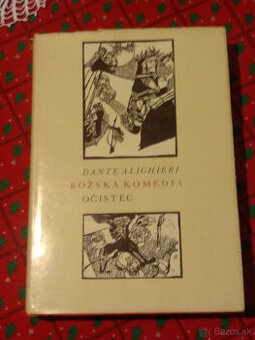 DANTE ALIGHIERI
BOŽSKÁ KOMÉDIA
OČISTEC
Bazos.sk